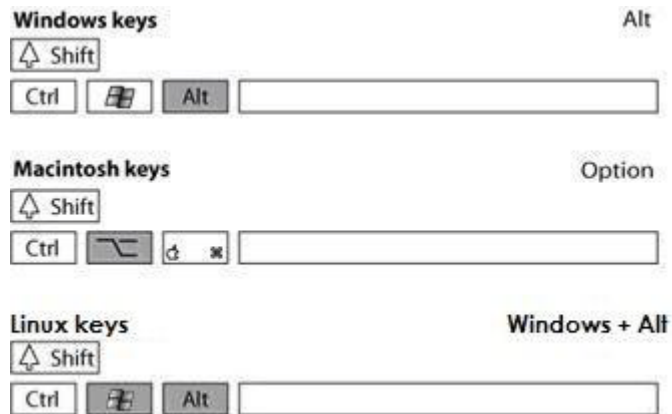 Windows keys Alt
Shift
Ctrl Alt
Macintosh keys Option
Shift
Ctrl ⌥ ⌘
Linux keys Windows + Alt
Shift
Ctrl Alt